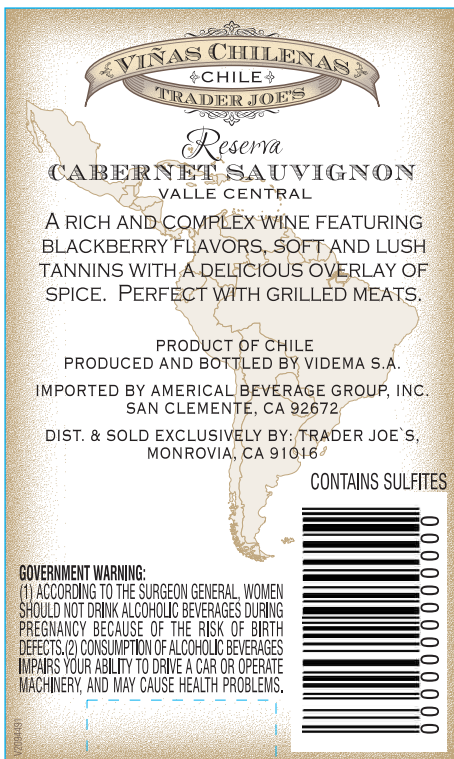 VIÑAS CHILENAS
CHILE
TRADER JOE'S
Reserva
CABERNET SAUVIGNON
VALLE CENTRAL
A RICH AND COMPLEX WINE FEATURING
BLACKBERRY FLAVORS, SOFT AND LUSH
TANNINS WITH A DELICIOUS OVERLAY OF
SPICE. PERFECT WITH GRILLED MEATS.
PRODUCT OF CHILE
PRODUCED AND BOTTLED BY VIDEMA S.A.
IMPORTED BY AMERICAL BEVERAGE GROUP, INC.
SAN CLEMENTE, CA 92672
DIST. & SOLD EXCLUSIVELY BY: TRADER JOE`S,
MONROVIA, CA 91016
CONTAINS SULFITES
GOVERNMENT WARNING:
(1) ACCORDING TO THE SURGEON GENERAL, WOMEN
SHOULD NOT DRINK ALCOHOLIC BEVERAGES DURING
PREGNANCY BECAUSE OF THE RISK OF BIRTH
DEFECTS.(2) CONSUMPTION OF ALCOHOLIC BEVERAGES
IMPAIRS YOUR ABILITY TO DRIVE A CAR OR OPERATE
MACHINERY, AND MAY CAUSE HEALTH PROBLEMS.